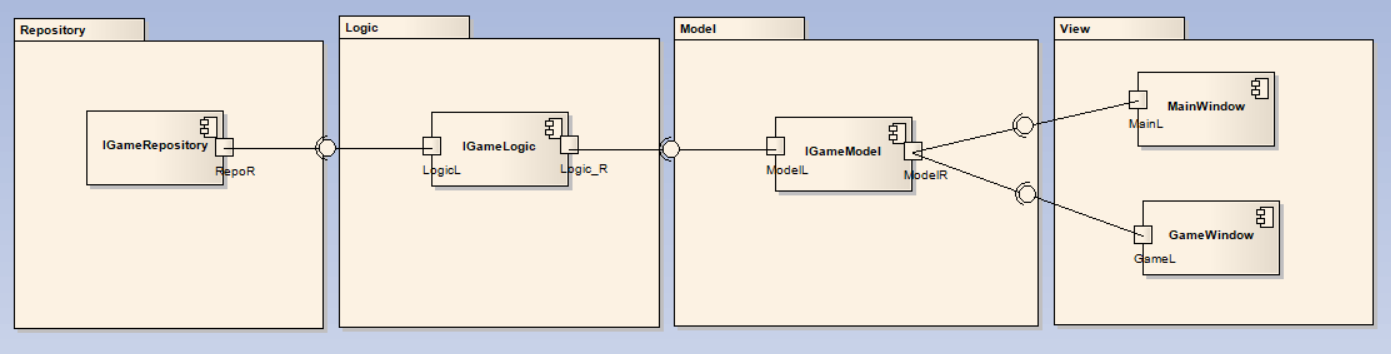 Repository
IGameRepository
RepoR
Logic
IGameLogic
LogicL
Logic_R
Model
IGameModel
ModelL
ModelR
View
MainWindow
MainL
GameWindow
GameL